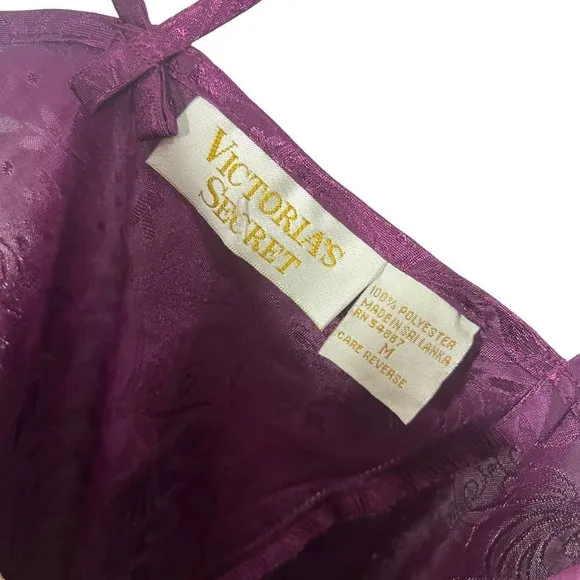 VICTORIA'S
SECRET
100% POLYESTER
MADE IN SRI LANKA
RN 54867
M
CARE REVERSE